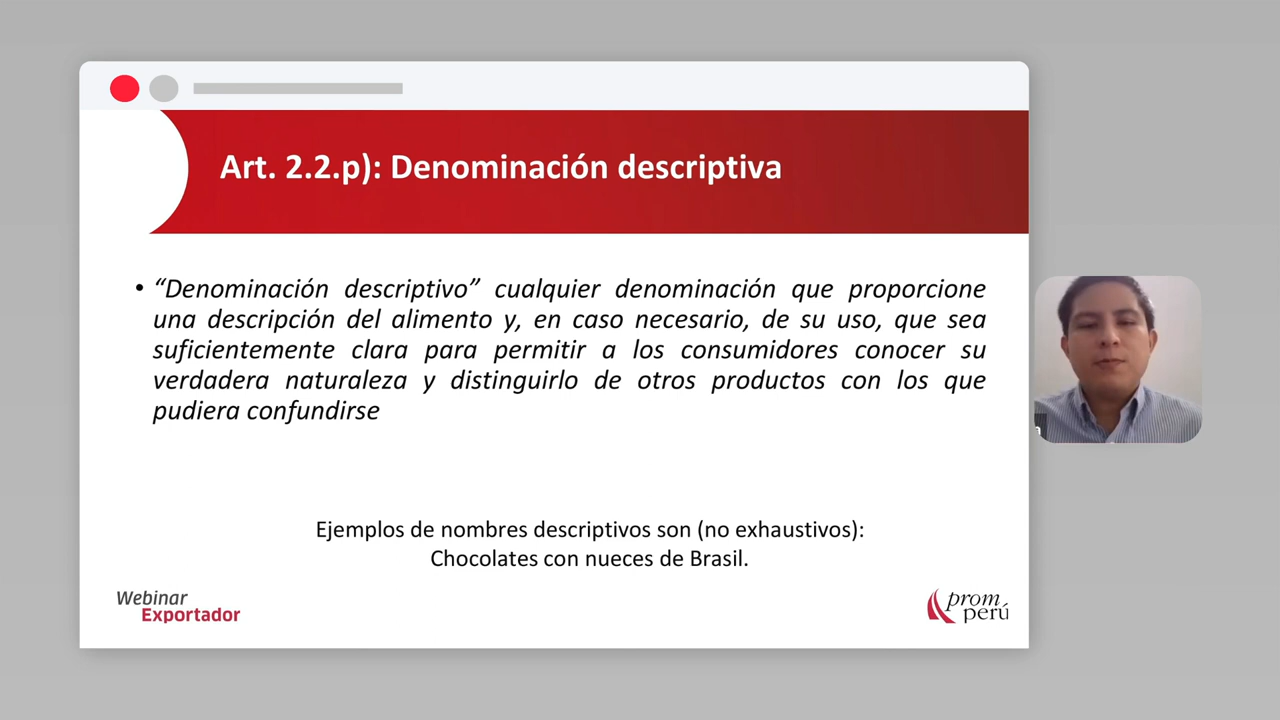 Art. 2.2.p): Denominación descriptiva
• “Denominación descriptivo” cualquier denominación que proporcione
una descripción del alimento y, en caso necesario, de su uso, que sea
suficientemente clara para permitir a los consumidores conocer su
verdadera naturaleza y distinguirlo de otros productos con los que
pudiera confundirse
Ejemplos de nombres descriptivos son (no exhaustivos):
Chocolates con nueces de Brasil.
Webinar
Exportador
prom
perú